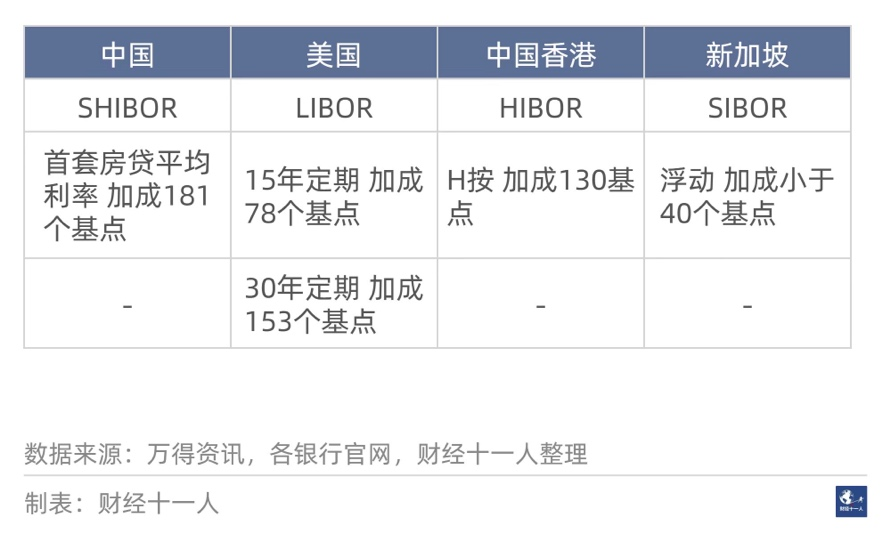 中国 美国 中国香港 新加坡
SHIBOR LIBOR HIBOR SIBOR
首套房贷平均
利率 加成181
个基点
15年定期 加成
78个基点
H按 加成130基
点
浮动 加成小于
40个基点
-
30年定期 加成
153个基点
-
-
数据来源：万得资讯，各银行官网，财经十一人整理
制表：财经十一人
财经十一人